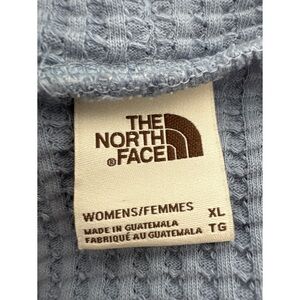 THE
NORTH
®FACE
WOMENS/FEMMES XL
MADE IN GUATEMALA TG
FABRIQUÉ AU GUATEMALA